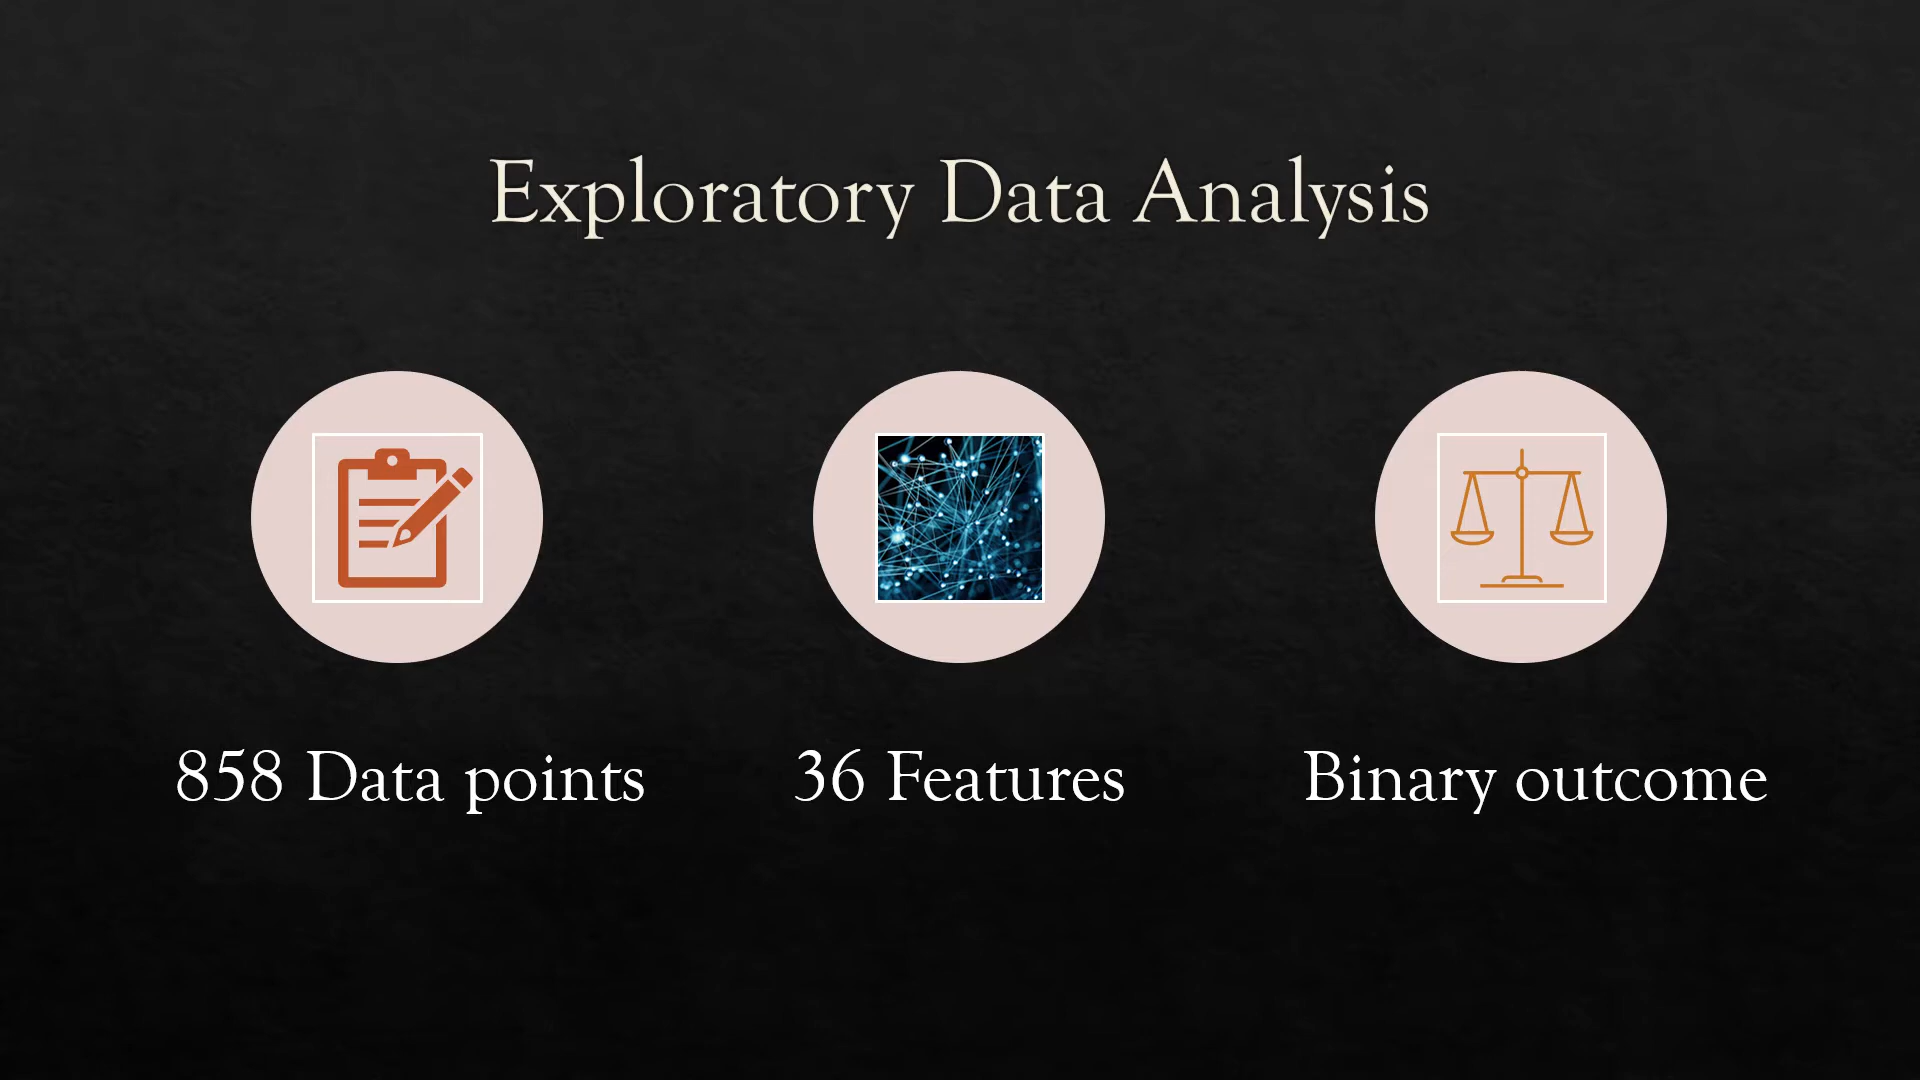 Exploratory Data Analysis
858 Data points
36 Features
Binary outcome